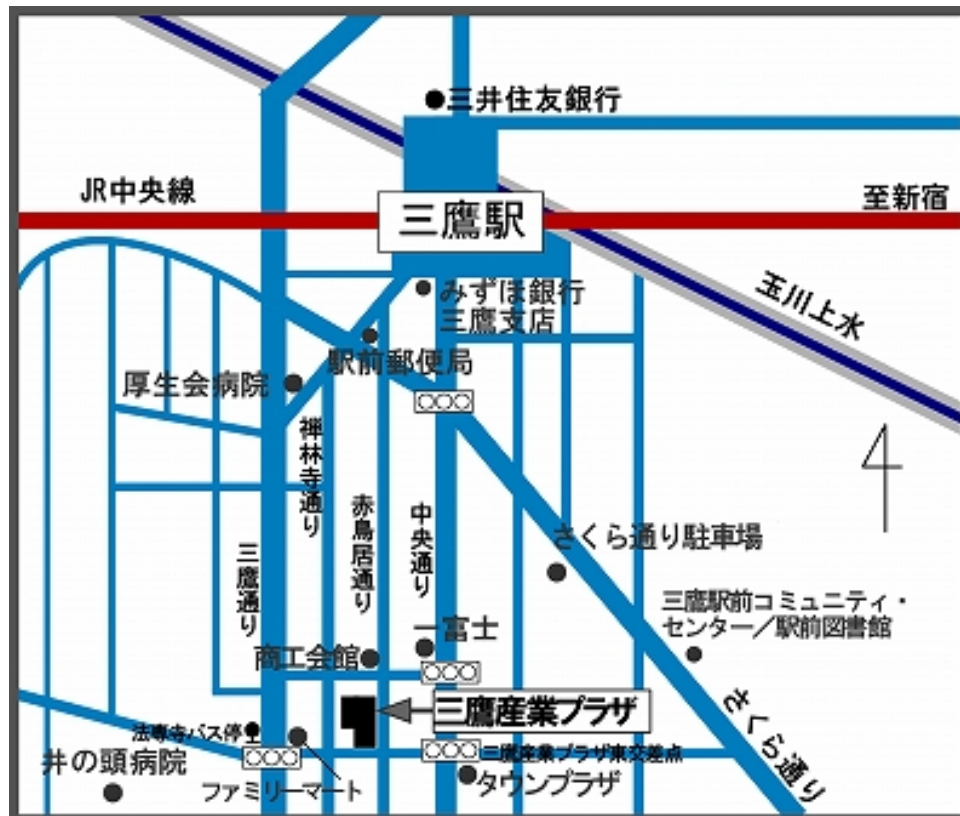 三井住友銀行
JR中央線
至新宿
三鷹駅
みずほ銀行
三鷹支店
玉川上水
駅前郵便局
厚生会病院
禅林寺通り
赤鳥居通り
中央通り
三鷹通り
さくら通り駐車場
三鷹駅前コミュニティ・
センター／駅前図書館
一富士
商工会館
三鷹産業プラザ
さくら通り
法専寺バス停
三鷹産業プラザ東交差点
井の頭病院
ファミリーマート
タウンプラザ